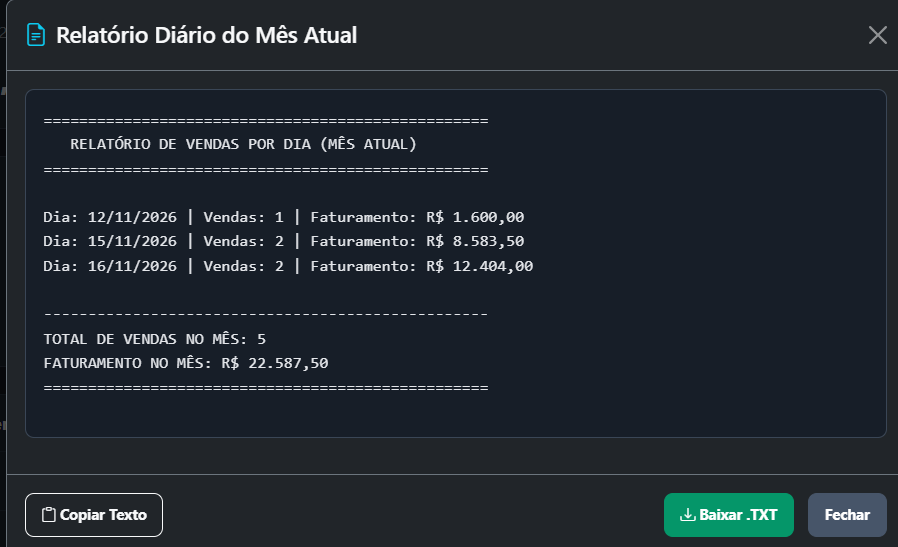 Relatório Diário do Mês Atual
==================================================
RELATÓRIO DE VENDAS POR DIA (MÊS ATUAL)
==================================================
Dia: 12/11/2026 | Vendas: 1 | Faturamento: R$ 1.600,00
Dia: 15/11/2026 | Vendas: 2 | Faturamento: R$ 8.583,50
Dia: 16/11/2026 | Vendas: 2 | Faturamento: R$ 12.404,00
--------------------------------------------------
TOTAL DE VENDAS NO MÊS: 5
FATURAMENTO NO MÊS: R$ 22.587,50
==================================================
Copiar Texto
Baixar .TXT
Fechar